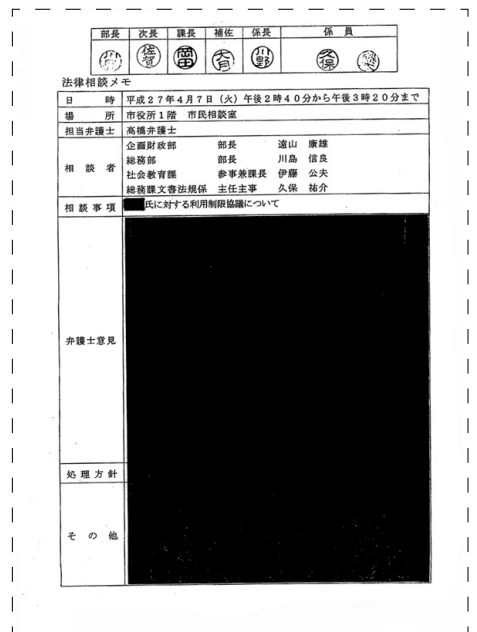 部長 次長 課長 補佐 係長 係員
佐賀 岡田 大月 川野 久保
法律相談メモ
日時 平成27年4月7日（火）午後2時40分から午後3時20分まで
場所 市役所1階 市民相談室
担当弁護士 高橋弁護士
相談者 企画財政部 部長 遠山 康雄
総務部 部長 川島 信良
社会教育課 参事兼課長 伊藤 公夫
総務課文書法規係 主任主事 久保 祐介
相談事項 氏に対する利用制限協議について
弁護士意見
処理方針
その他